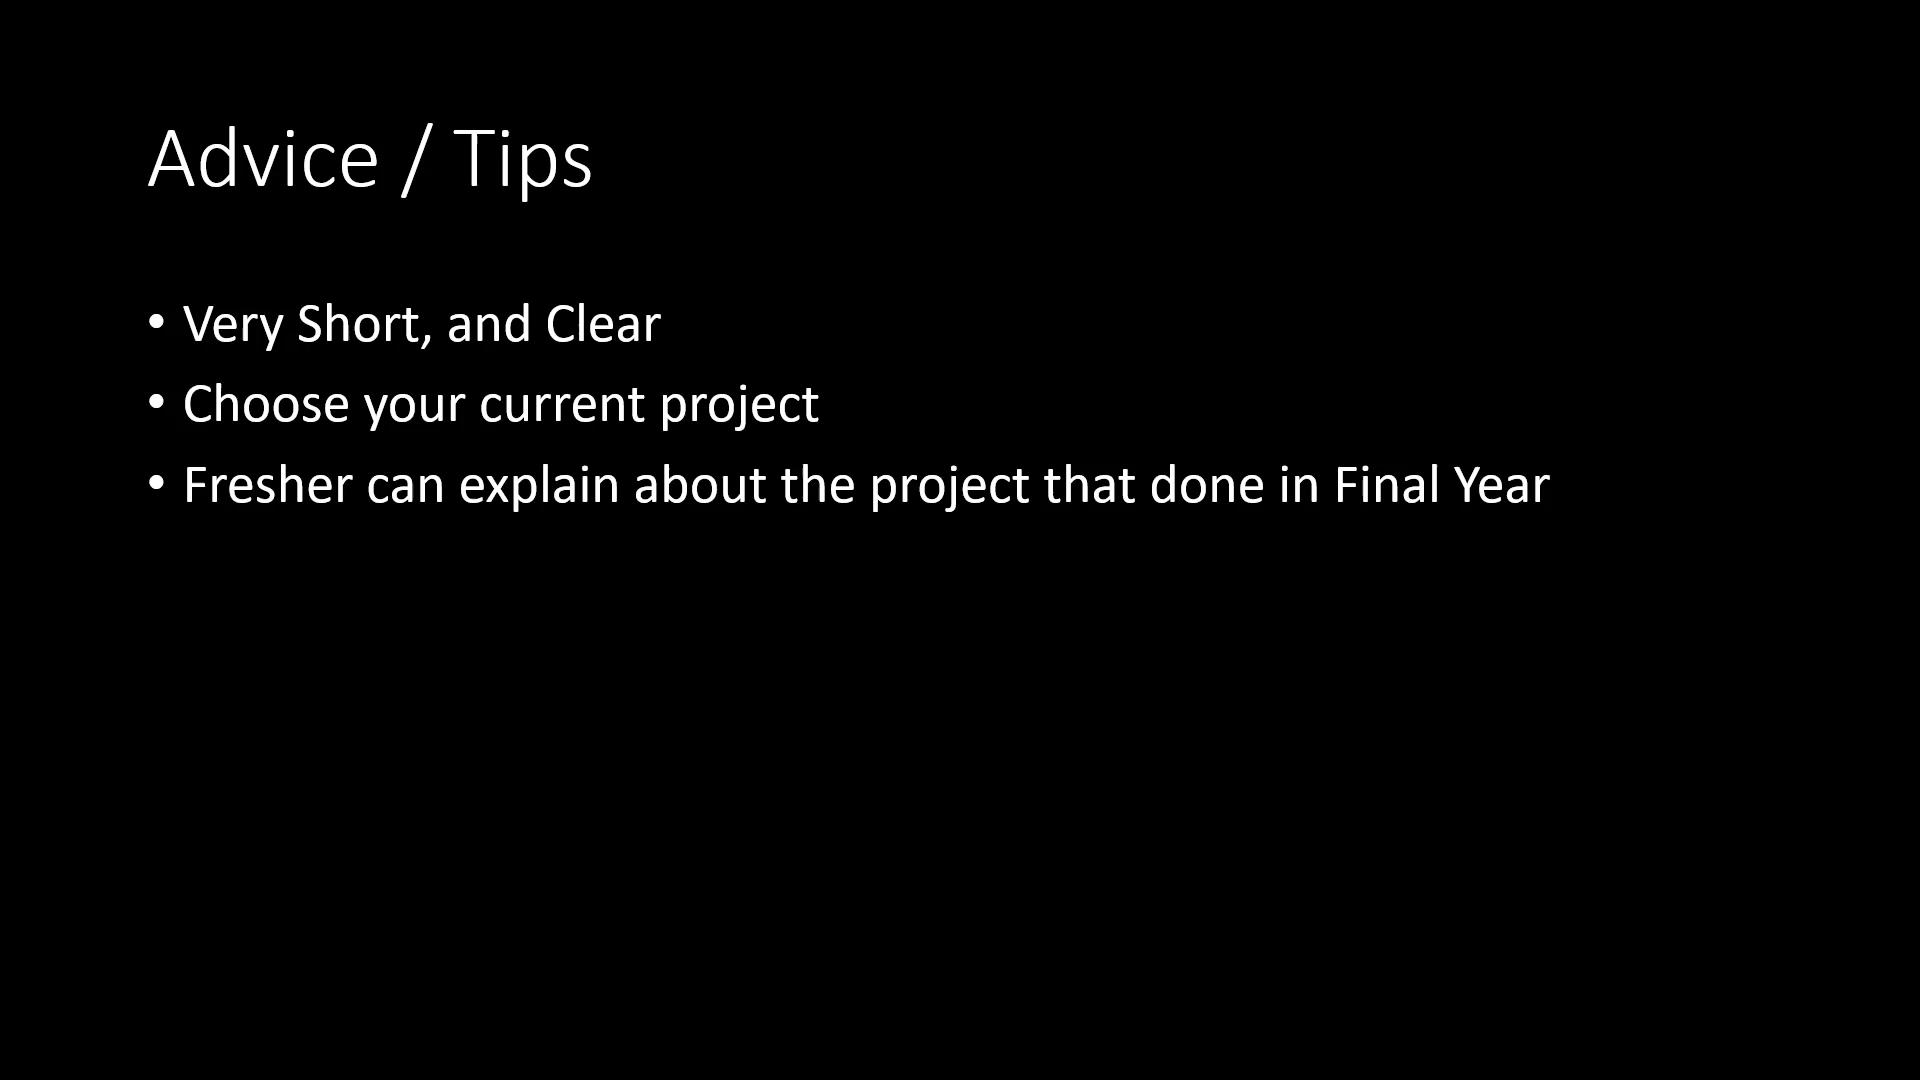 Advice / Tips
• Very Short, and Clear
• Choose your current project
• Fresher can explain about the project that done in Final Year